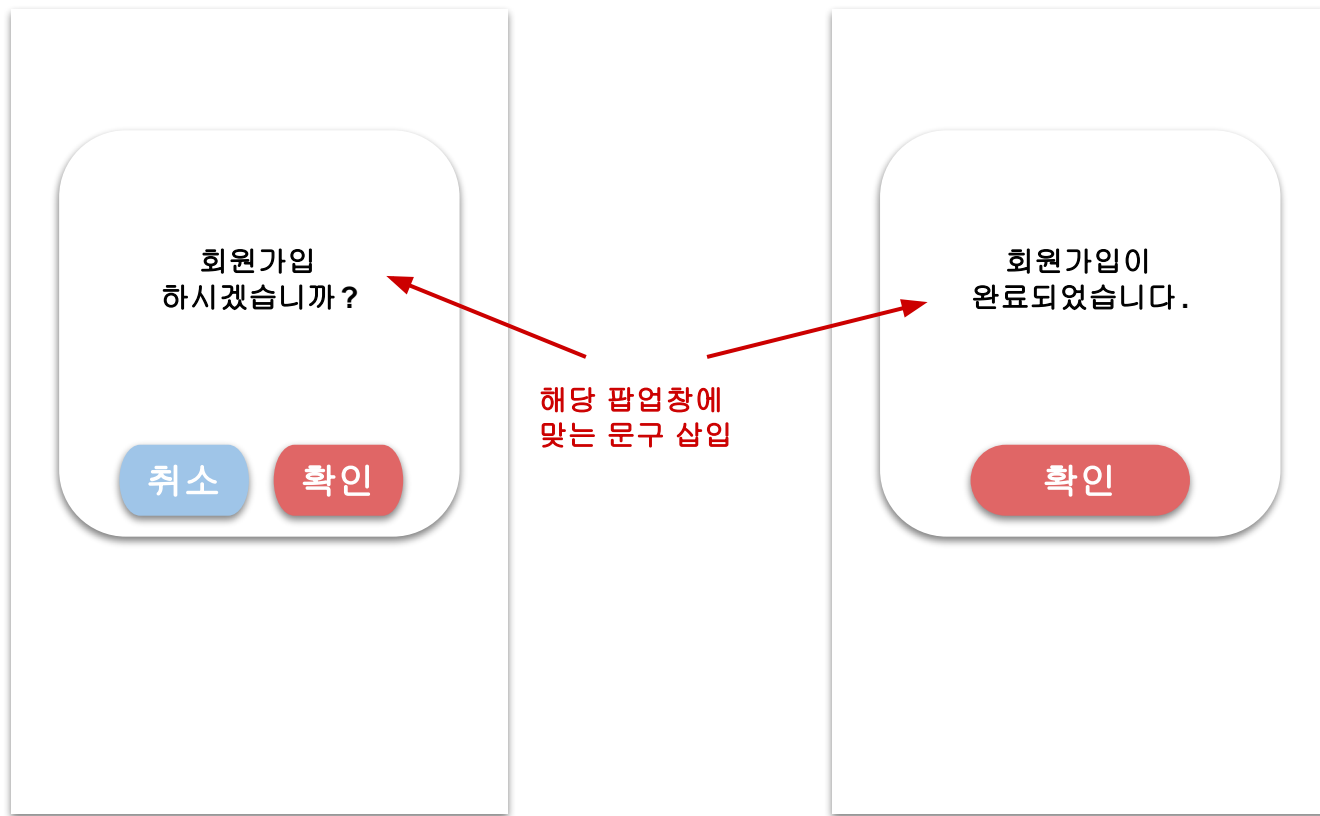 회원가입
하시겠습니까?
취소
확인
해당 팝업창에
맞는 문구 삽입
회원가입이
완료되었습니다.
확인